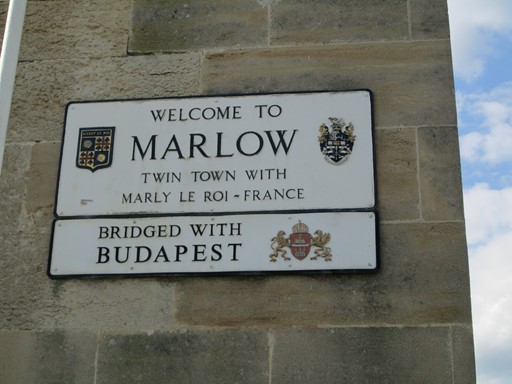 WELCOME TO
MARLOW
TWIN TOWN WITH
MARLY LE ROI ~ FRANCE
BRIDGED WITH
BUDAPEST